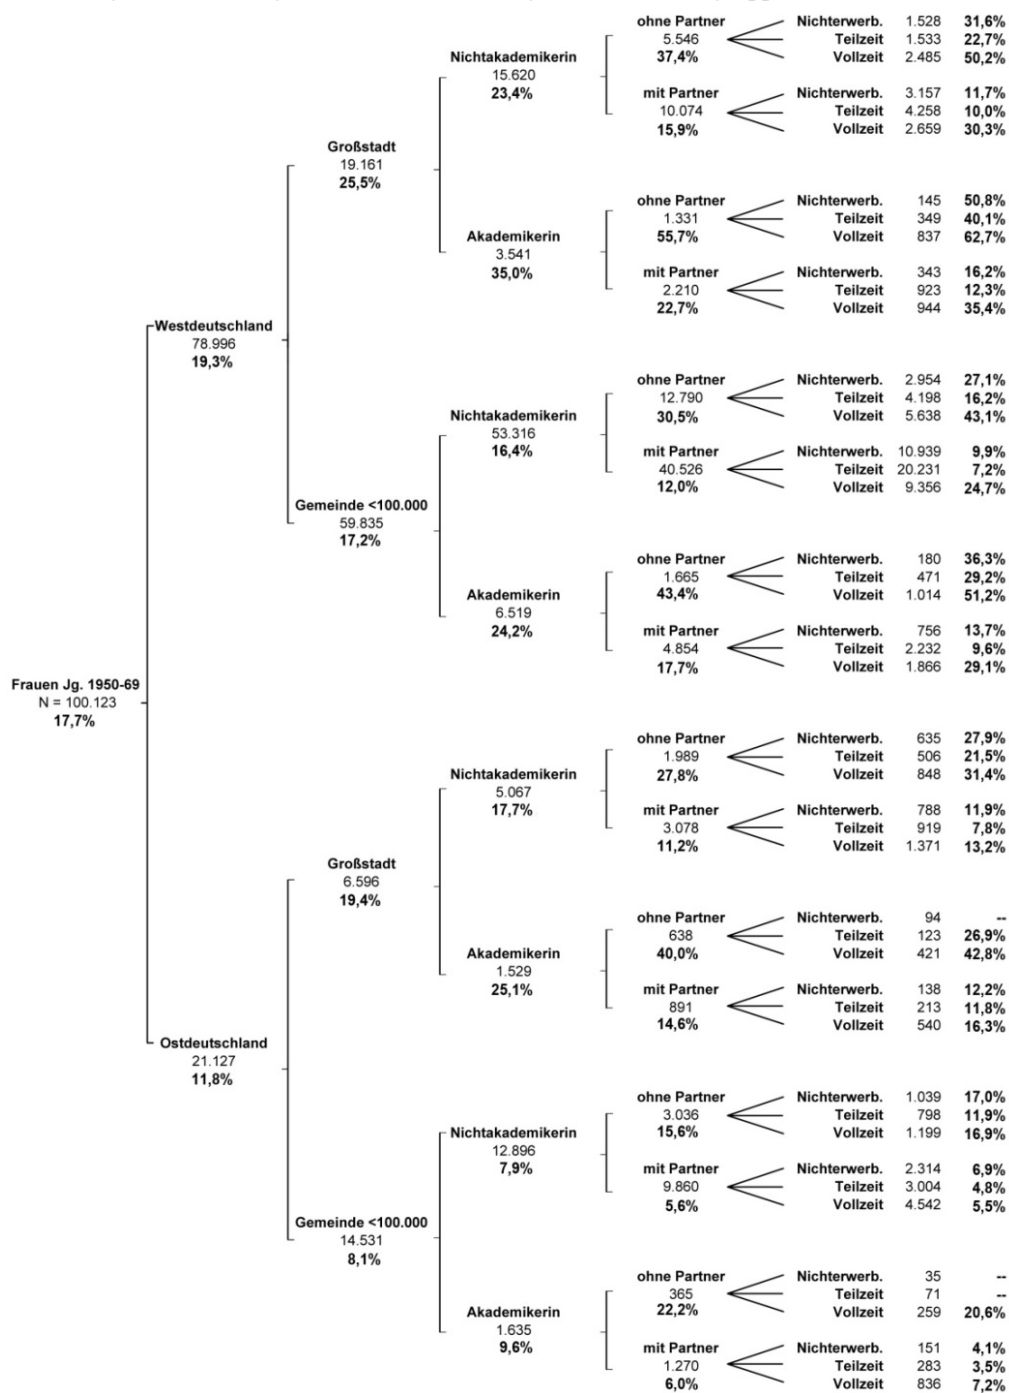 ohne Partner Nichterwerb. 1.528 31,6%
5.546 Teilzeit 1.533 22,7%
37,4% Vollzeit 2.485 50,2%
Nichtakademikerin
15.620
23,4%
mit Partner Nichterwerb. 3.157 11,7%
10.074 Teilzeit 4.258 10,0%
15,9% Vollzeit 2.659 30,3%
Großstadt
19.161
25,5%
ohne Partner Nichterwerb. 145 50,8%
1.331 Teilzeit 349 40,1%
55,7% Vollzeit 837 62,7%
Akademikerin
3.541
35,0%
mit Partner Nichterwerb. 343 16,2%
2.210 Teilzeit 923 12,3%
22,7% Vollzeit 944 35,4%
Westdeutschland
78.996
19,3%
ohne Partner Nichterwerb. 2.954 27,1%
12.790 Teilzeit 4.198 16,2%
30,5% Vollzeit 5.638 43,1%
Nichtakademikerin
53.316
16,4%
mit Partner Nichterwerb. 10.939 9,9%
40.526 Teilzeit 20.231 7,2%
12,0% Vollzeit 9.356 24,7%
Gemeinde <100.000
59.835
17,2%
ohne Partner Nichterwerb. 180 36,3%
1.665 Teilzeit 471 29,2%
43,4% Vollzeit 1.014 51,2%
Akademikerin
6.519
24,2%
mit Partner Nichterwerb. 756 13,7%
4.854 Teilzeit 2.232 9,6%
17,7% Vollzeit 1.866 29,1%
Frauen Jg. 1950-69
N = 100.123
17,7%
ohne Partner Nichterwerb. 635 27,9%
1.989 Teilzeit 506 21,5%
27,8% Vollzeit 848 31,4%
Nichtakademikerin
5.067
17,7%
mit Partner Nichterwerb. 788 11,9%
3.078 Teilzeit 919 7,8%
11,2% Vollzeit 1.371 13,2%
Großstadt
6.596
19,4%
ohne Partner Nichterwerb. 94 --
638 Teilzeit 123 26,9%
40,0% Vollzeit 421 42,8%
Akademikerin
1.529
25,1%
mit Partner Nichterwerb. 138 12,2%
891 Teilzeit 213 11,8%
14,6% Vollzeit 540 16,3%
Ostdeutschland
21.127
11,8%
ohne Partner Nichterwerb. 1.039 17,0%
3.036 Teilzeit 798 11,9%
15,6% Vollzeit 1.199 16,9%
Nichtakademikerin
12.896
7,9%
mit Partner Nichterwerb. 2.314 6,9%
9.860 Teilzeit 3.004 4,8%
5,6% Vollzeit 4.542 5,5%
Gemeinde <100.000
14.531
8,1%
ohne Partner Nichterwerb. 35 --
365 Teilzeit 71 --
22,2% Vollzeit 259 20,6%
Akademikerin
1.635
9,6%
mit Partner Nichterwerb. 151 4,1%
1.270 Teilzeit 283 3,5%
6,0% Vollzeit 836 7,2%